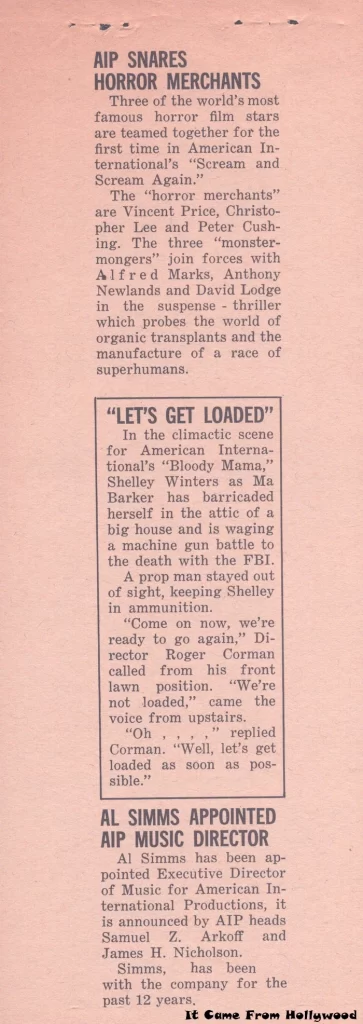 AIP SNARES
HORROR MERCHANTS
Three of the world's most
famous horror film stars
are teamed together for the
first time in American In-
ternational's "Scream and
Scream Again."
The "horror merchants"
are Vincent Price, Christo-
pher Lee and Peter Cush-
ing. The three "monster-
mongers" join forces with
Alfred Marks, Anthony
Newlands and David Lodge
in the suspense - thriller
which probes the world of
organic transplants and the
manufacture of a race of
superhumans.
"LET'S GET LOADED"
In the climactic scene
for American Interna-
tional's "Bloody Mama,"
Shelley Winters as Ma
Barker has barricaded
herself in the attic of a
big house and is waging
a machine gun battle to
the death with the FBI.
A prop man stayed out
of sight, keeping Shelley
in ammunition.
"Come on now, we're
ready to go again," Di-
rector Roger Corman
called from his front
lawn position. "We're
not loaded," came the
voice from upstairs.
"Oh , , , ," replied
Corman. "Well, let's get
loaded as soon as pos-
sible."
AL SIMMS APPOINTED
AIP MUSIC DIRECTOR
Al Simms has been ap-
pointed Executive Director
of Music for American In-
ternational Productions, it
is announced by AIP heads
Samuel Z. Arkoff and
James H. Nicholson.
Simms, has been
with the company for the
past 12 years.
It Came From Hollywood